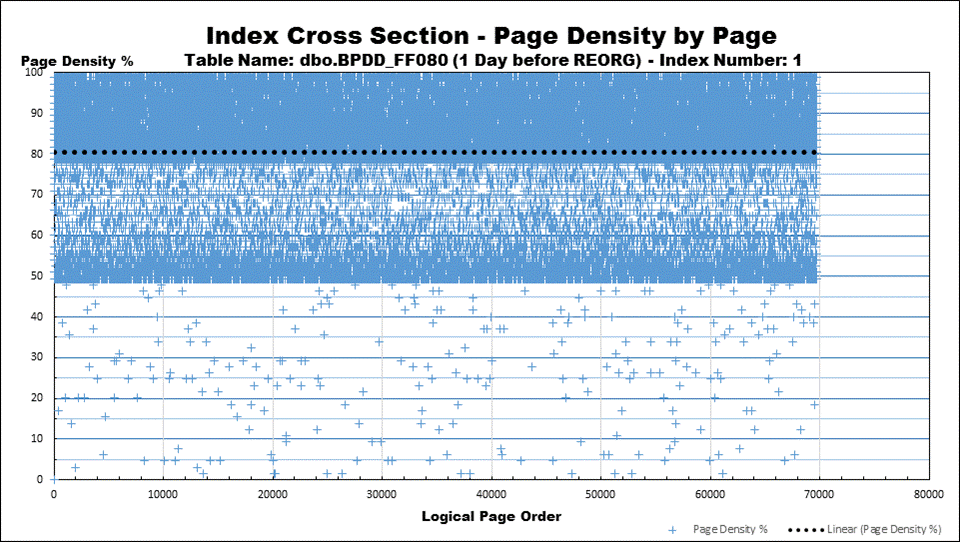 Index Cross Section - Page Density by Page
Page Density %
Table Name: dbo.BPDD_FF080 (1 Day before REORG) - Index Number: 1
100
90
80
70
60
50
40
30
20
10
0
0 10000 20000 30000 40000 50000 60000 70000 80000
Logical Page Order
Page Density % Linear (Page Density %)